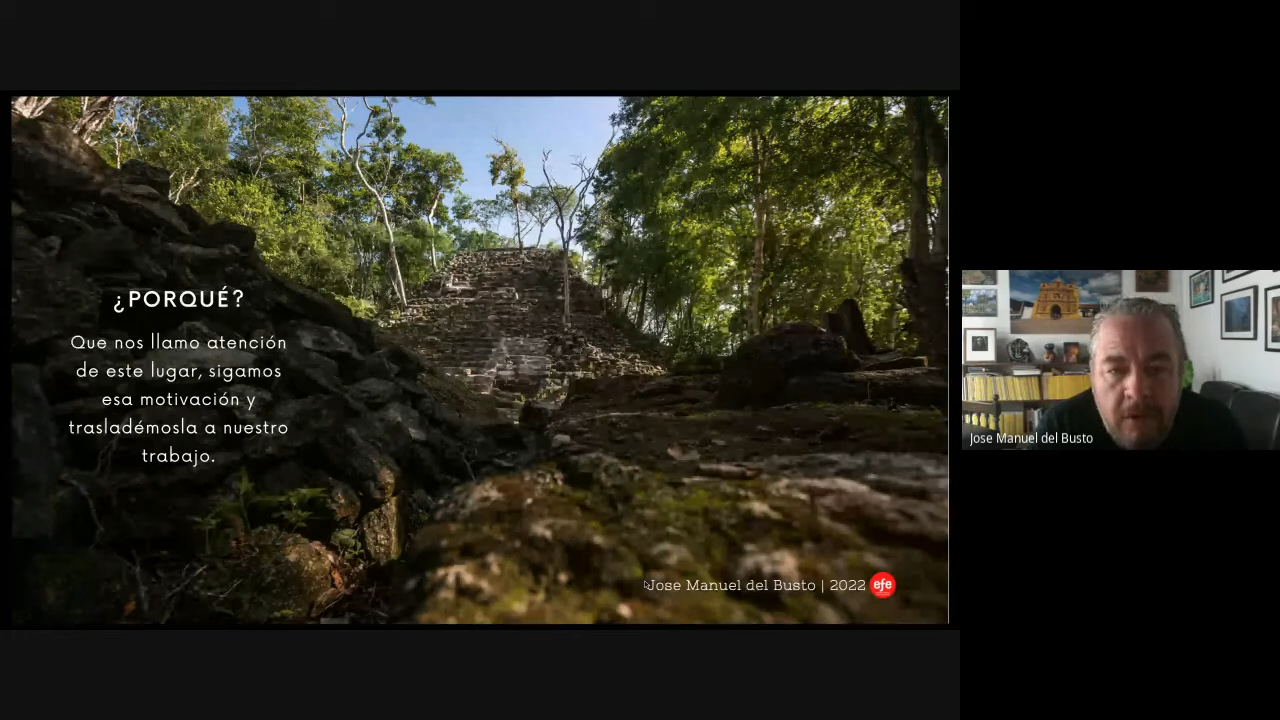 ¿PORQUÉ?
Que nos llamo atención
de este lugar, sigamos
esa motivación y
trasladémosla a nuestro
trabajo.
Jose Manuel del Busto | 2022
efe
Jose Manuel del Busto